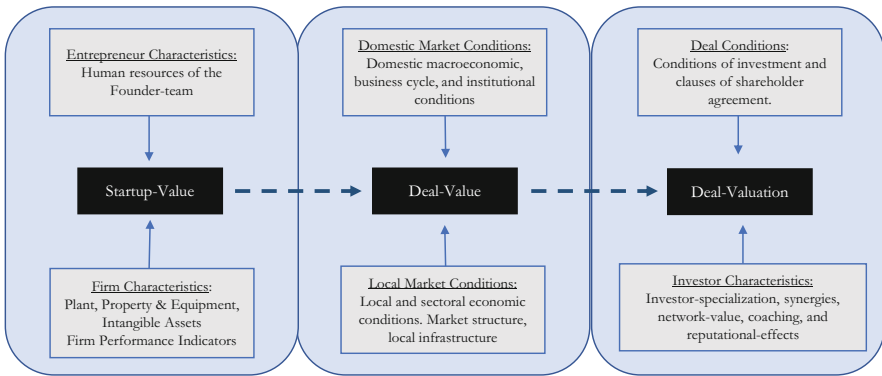 Entrepreneur Characteristics:
Human resources of the
Founder-team
Startup-Value
Firm Characteristics:
Plant, Property & Equipment,
Intangible Assets
Firm Performance Indicators
Domestic Market Conditions:
Domestic macroeconomic,
business cycle, and institutional
conditions
Deal-Value
Local Market Conditions:
Local and sectoral economic
conditions. Market structure,
local infrastructure
Deal Conditions:
Conditions of investment and
clauses of shareholder
agreement.
Deal-Valuation
Investor Characteristics:
Investor-specialization, synergies,
network-value, coaching, and
reputational-effects